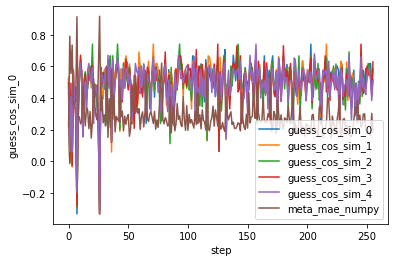 0.8
0.6
0.4
0.2
0.0
−0.2
guess_cos_sim_0
0
50
100
150
200
250
step
guess_cos_sim_0
guess_cos_sim_1
guess_cos_sim_2
guess_cos_sim_3
guess_cos_sim_4
meta_mae_numpy